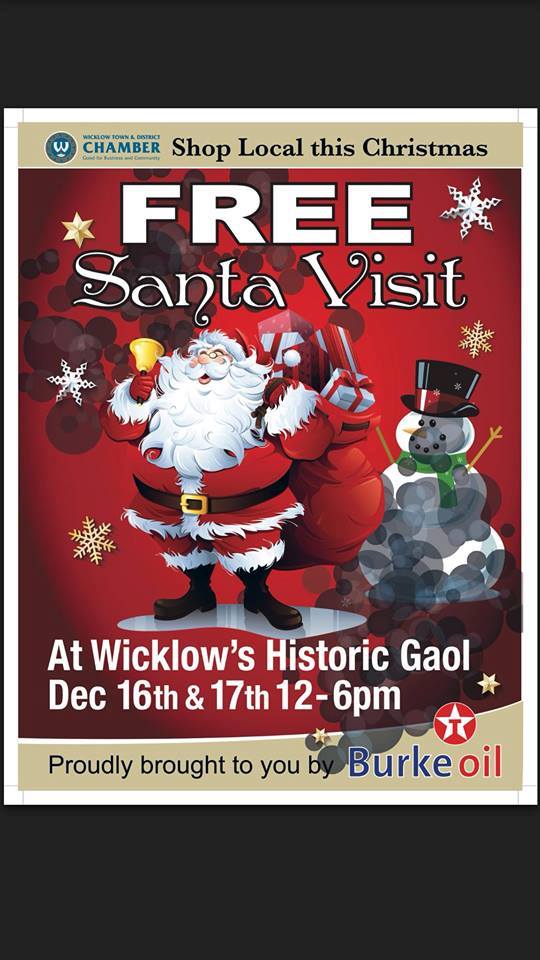 WICKLOW TOWN & DISTRICT
CHAMBER
Good for Business and Community
Shop Local this Christmas
FREE
Santa Visit
At Wicklow's Historic Gaol
Dec 16th & 17th 12-6pm
Proudly brought to you by Burke oil